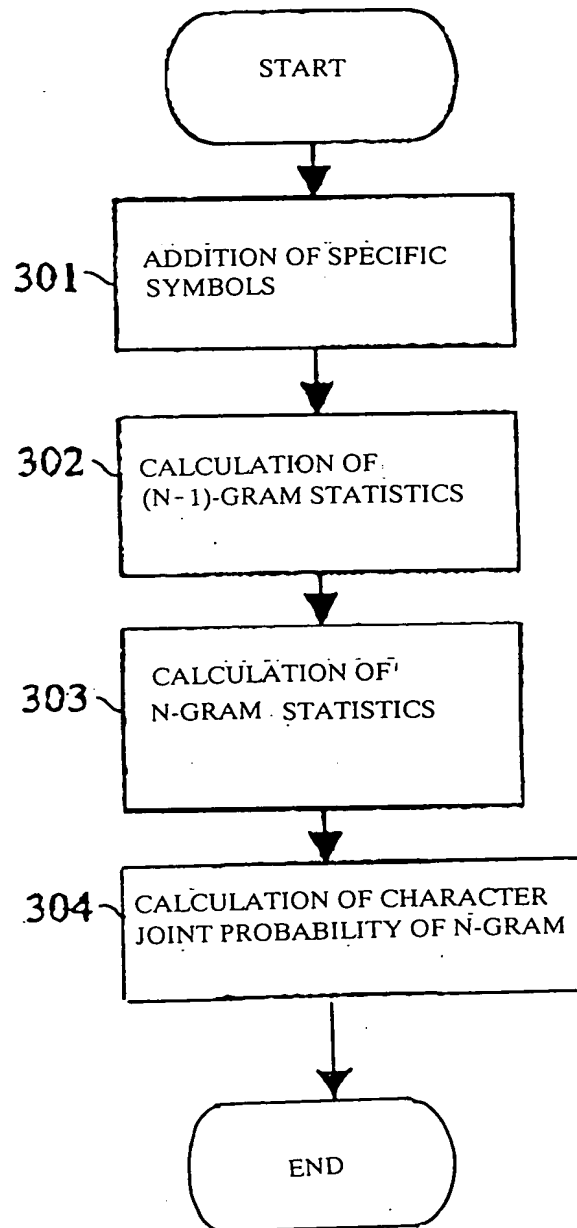 START
301
ADDITION OF SPECIFIC
SYMBOLS
302
CALCULATION OF
(N-1)-GRAM STATISTICS
303
CALCULATION OF
N-GRAM STATISTICS
304
CALCULATION OF CHARACTER
JOINT PROBABILITY OF N-GRAM
END